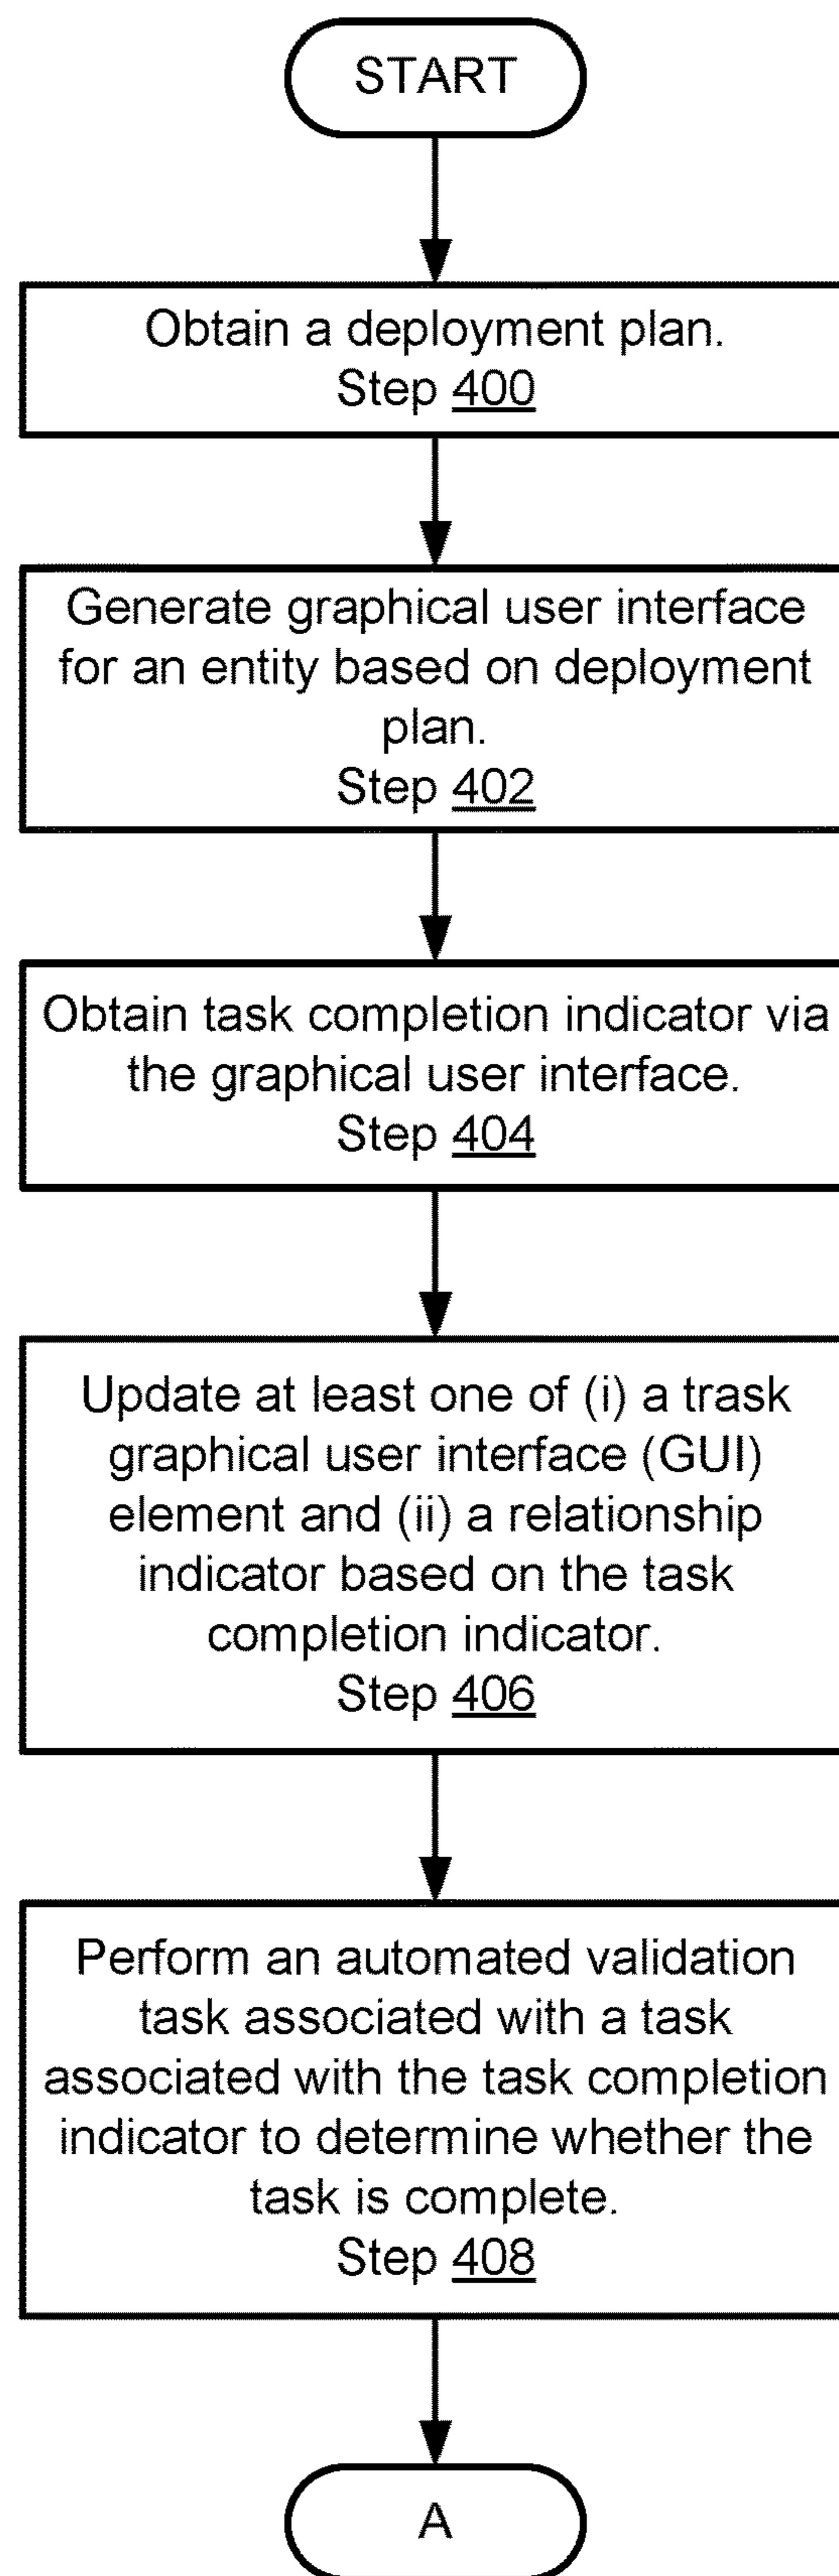 START
Obtain a deployment plan.
Step 400
Generate graphical user interface
for an entity based on deployment
plan.
Step 402
Obtain task completion indicator via
the graphical user interface.
Step 404
Update at least one of (i) a trask
graphical user interface (GUI)
element and (ii) a relationship
indicator based on the task
completion indicator.
Step 406
Perform an automated validation
task associated with a task
associated with the task completion
indicator to determine whether the
task is complete.
Step 408
A